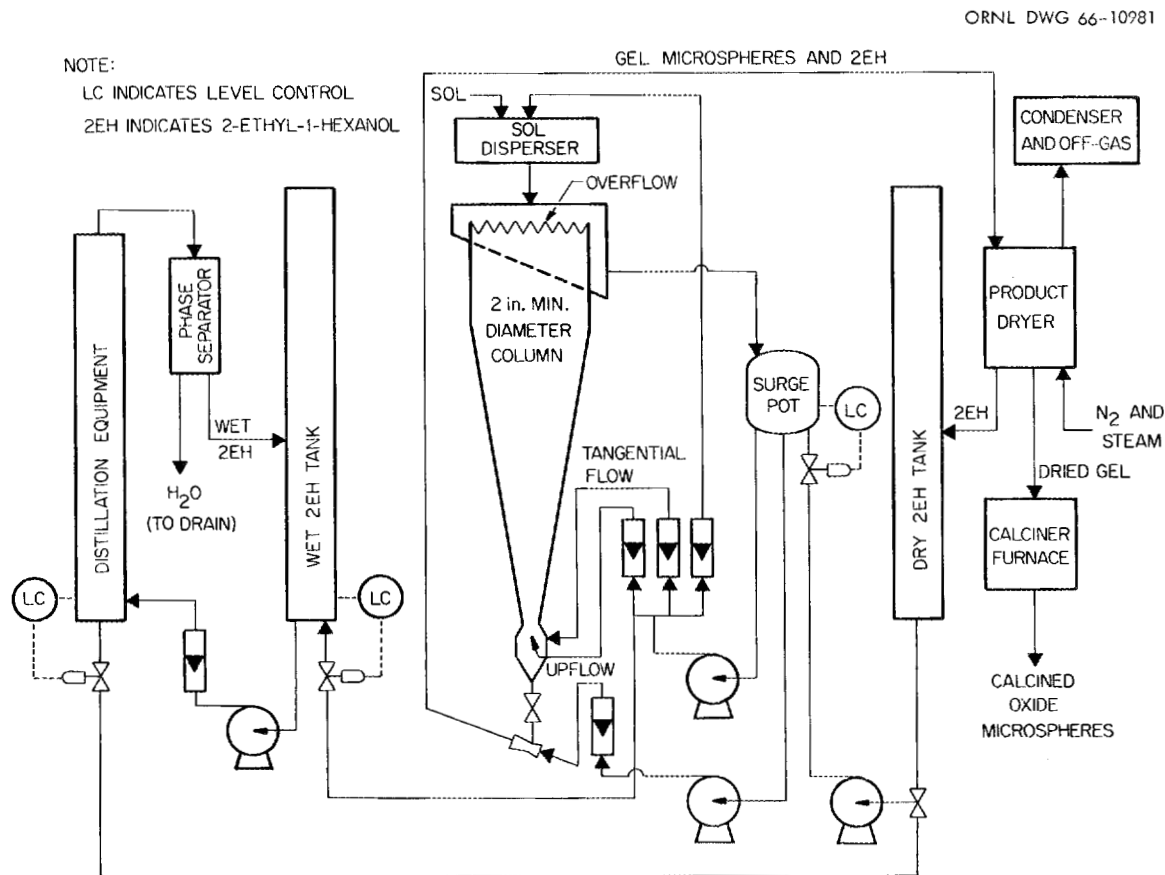 ORNL DWG 66-10981
NOTE:
LC INDICATES LEVEL CONTROL
2EH INDICATES 2-ETHYL-1-HEXANOL
GEL MICROSPHERES AND 2EH
SOL
SOL
DISPERSER
OVERFLOW
CONDENSER
AND OFF-GAS
PHASE
SEPARATOR
2 in. MIN.
DIAMETER
COLUMN
PRODUCT
DRYER
SURGE
POT
LC
DISTILLATION EQUIPMENT
WET
2EH
WET 2EH TANK
H₂O
(TO DRAIN)
TANGENTIAL
FLOW
DRY 2EH TANK
2EH
N₂ AND
STEAM
DRIED GEL
CALCINER
FURNACE
LC
LC
UPFLOW
CALCINED
OXIDE
MICROSPHERES